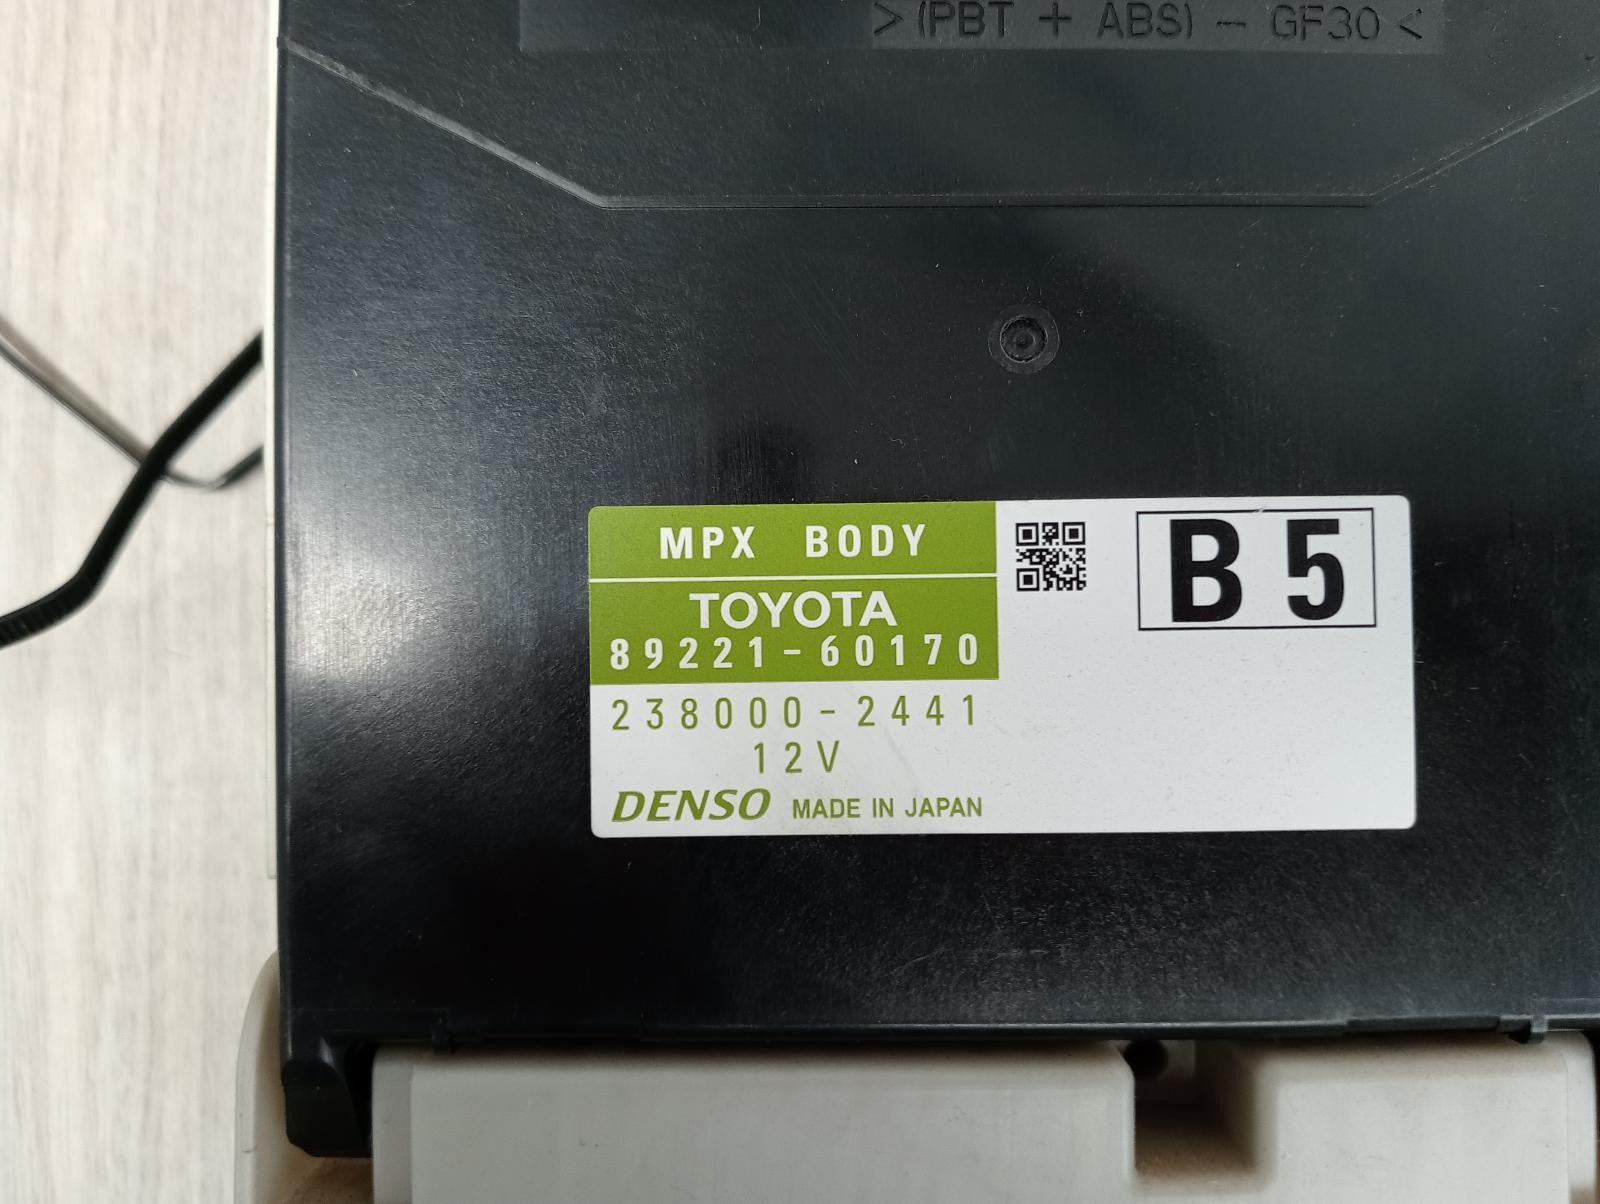 >(PBT + ABS) - GF30<
MPX BODY
TOYOTA
89221-60170
238000-2441
12V
DENSO MADE IN JAPAN
B5